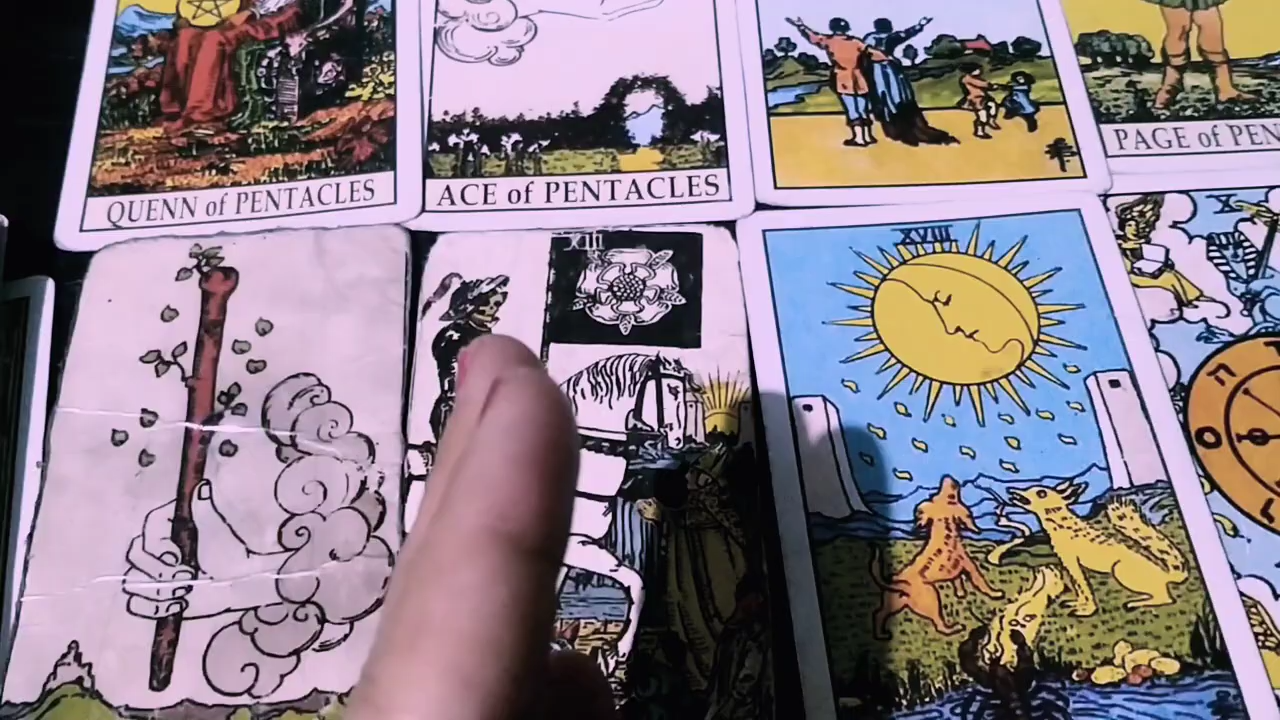 QUENN of PENTACLES
ACE of PENTACLES
PAGE of PEN
XIII
XVIII
X